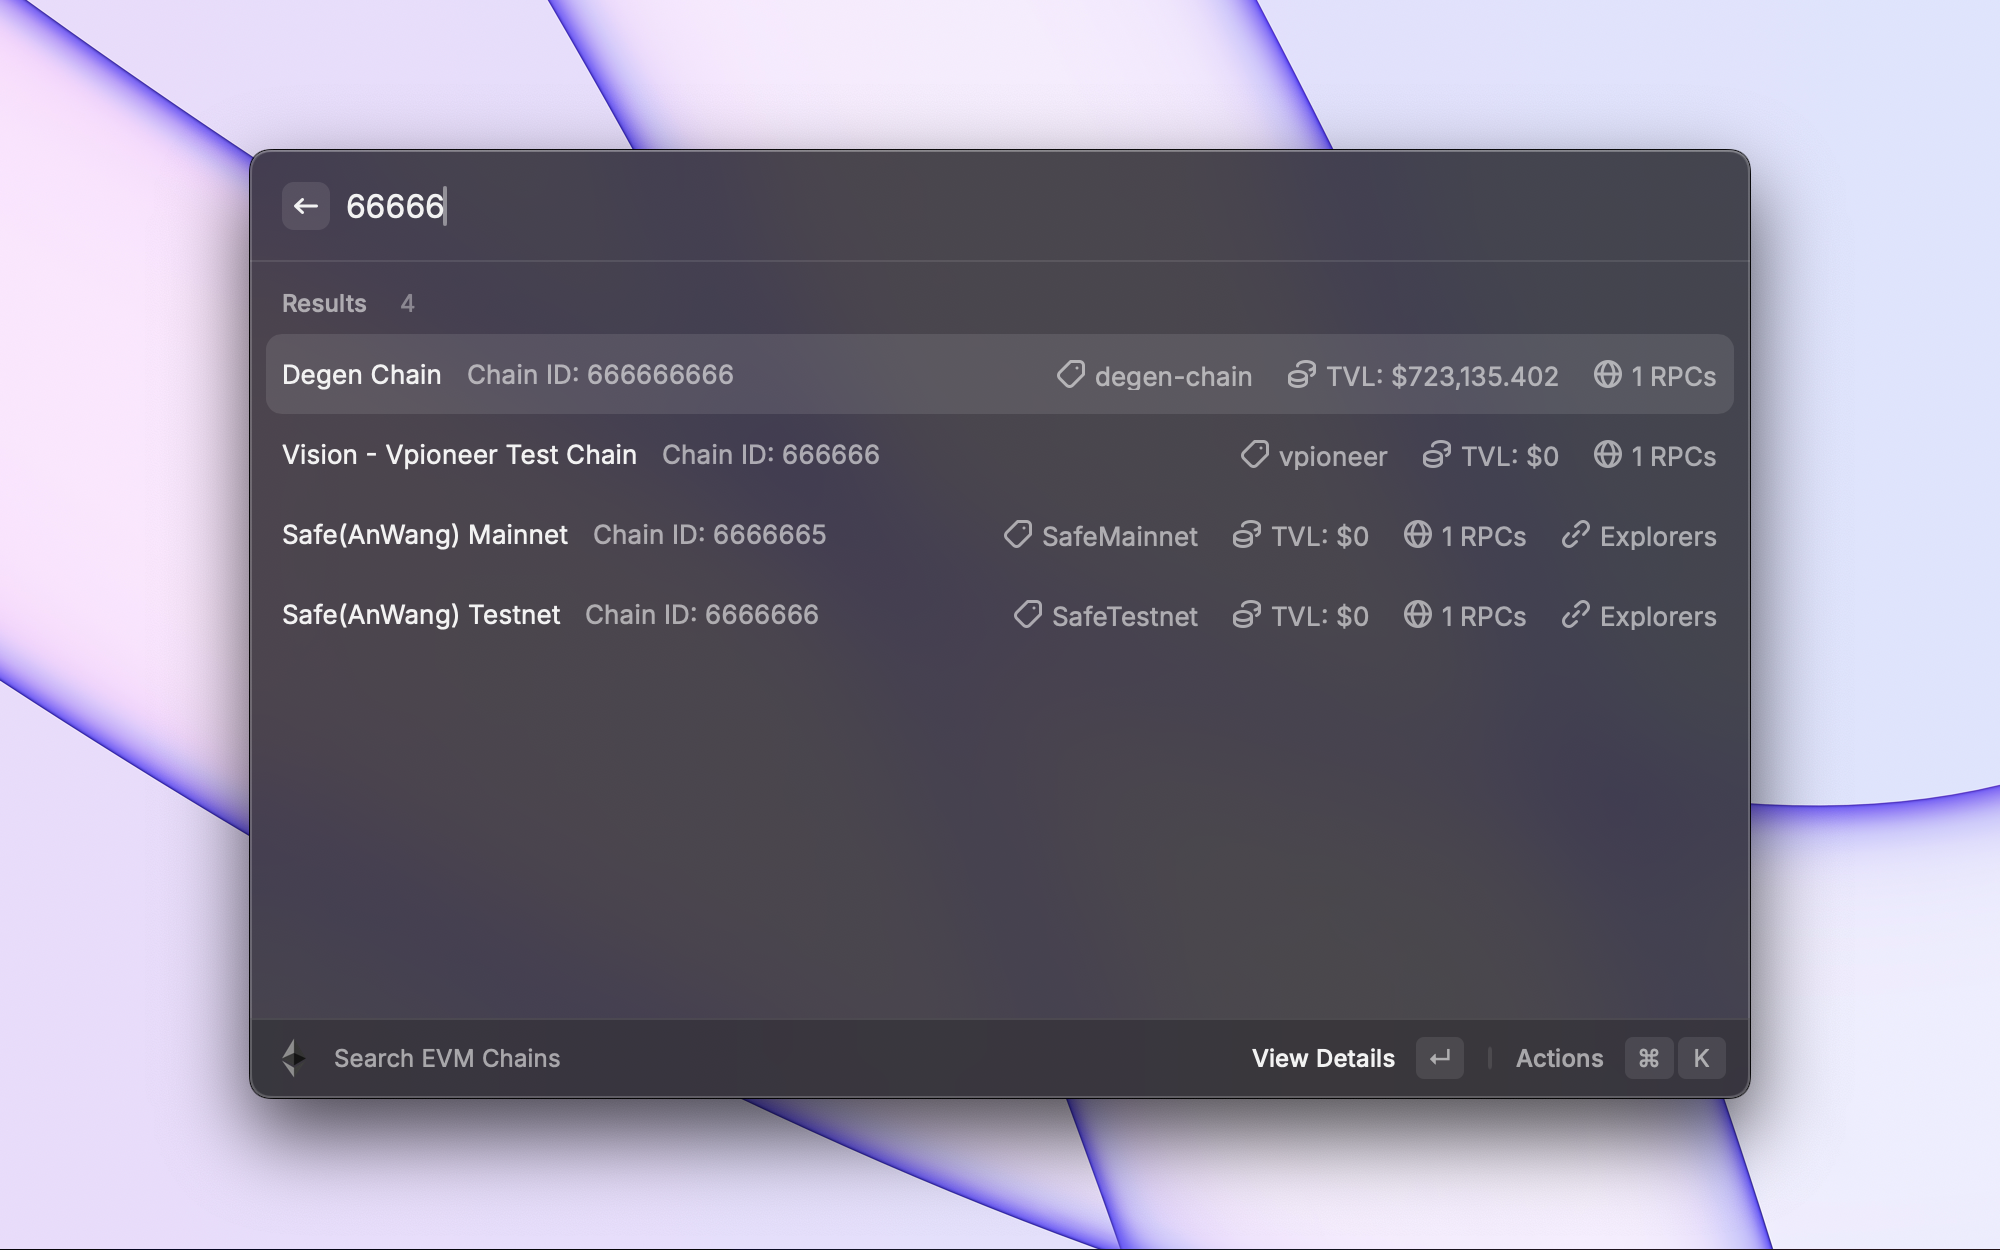 66666
Results 4
Degen Chain Chain ID: 666666666 degen-chain TVL: $723,135.402 1 RPCs
Vision - Vpioneer Test Chain Chain ID: 666666 vpioneer TVL: $0 1 RPCs
Safe(AnWang) Mainnet Chain ID: 6666665 SafeMainnet TVL: $0 1 RPCs Explorers
Safe(AnWang) Testnet Chain ID: 6666666 SafeTestnet TVL: $0 1 RPCs Explorers
Search EVM Chains View Details ↵ Actions ⌘ K